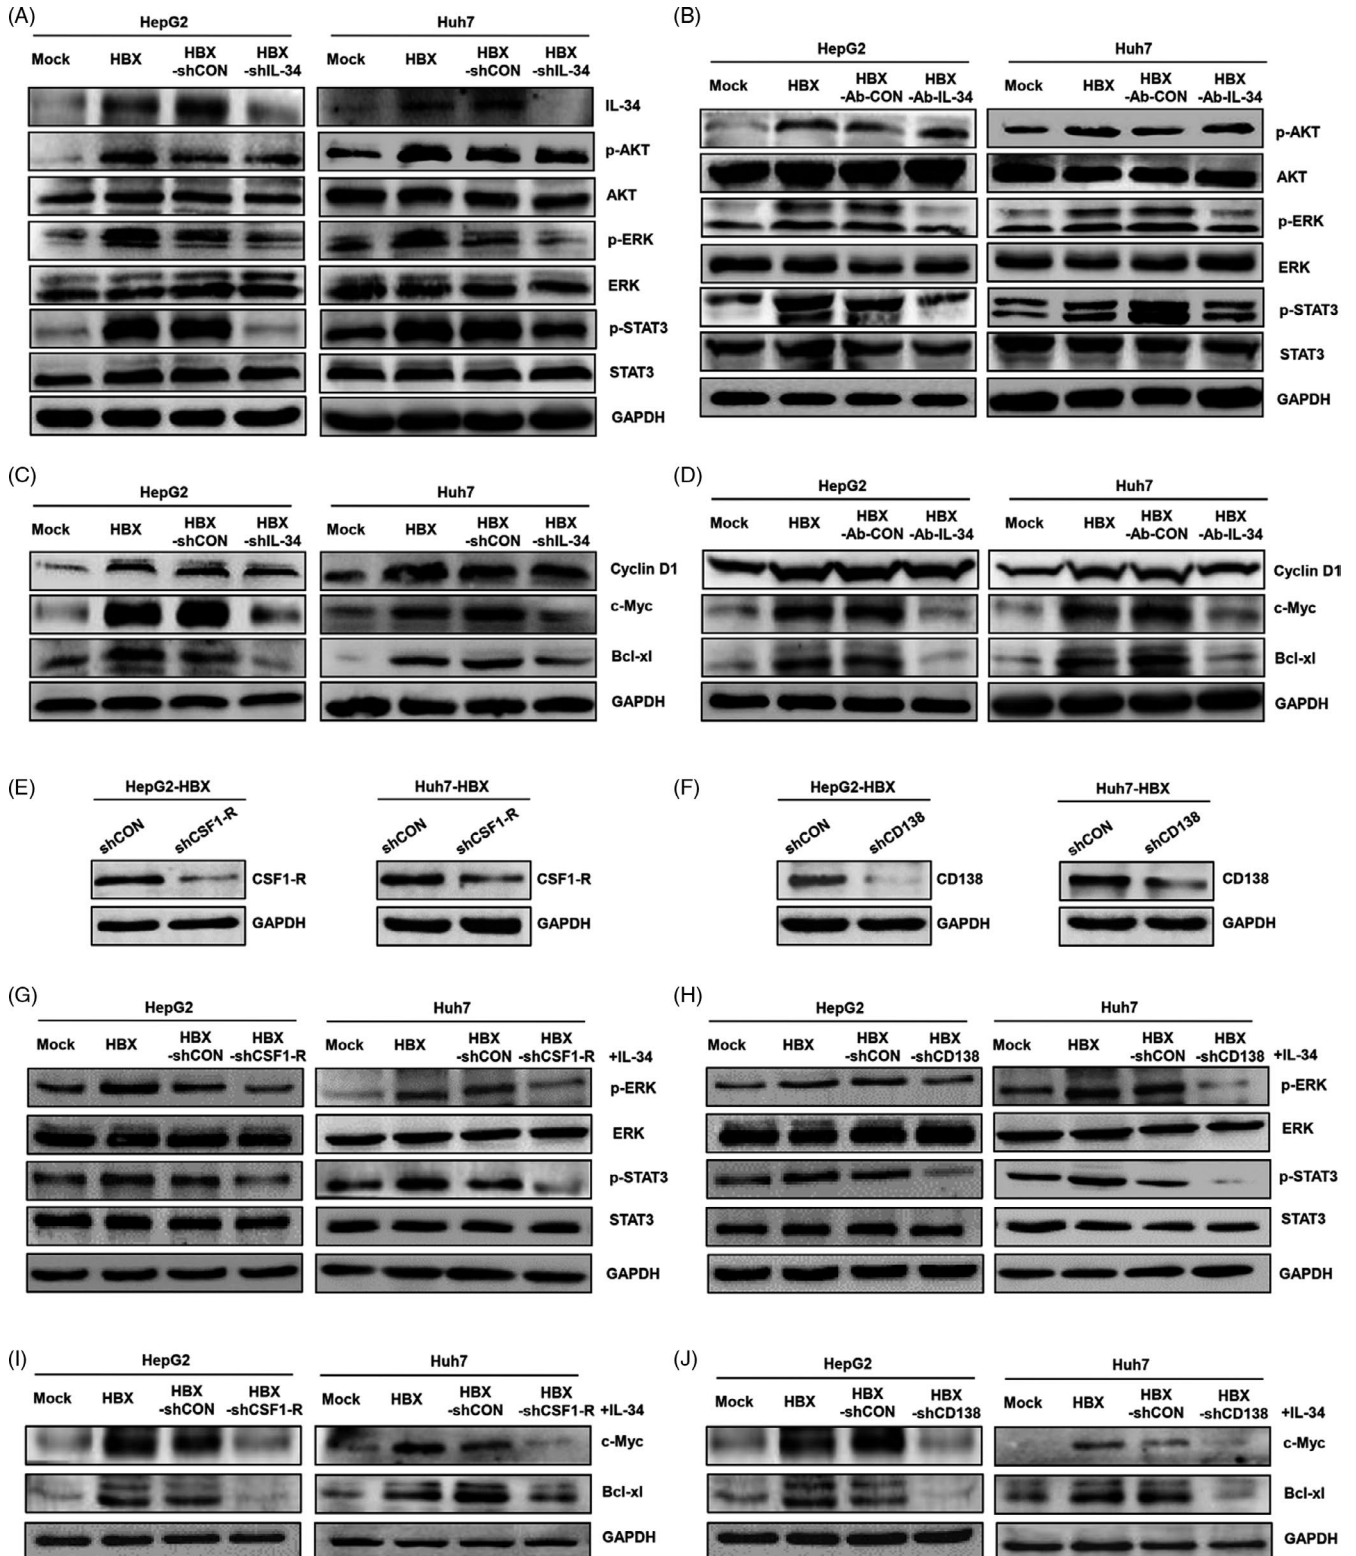 (A)
HepG2 Huh7
Mock HBX HBX -shCON HBX -shIL-34 Mock HBX HBX -shCON HBX -shIL-34
IL-34
p-AKT
AKT
p-ERK
ERK
p-STAT3
STAT3
GAPDH
(B)
HepG2 Huh7
Mock HBX HBX -Ab-CON HBX -Ab-IL-34 Mock HBX HBX -Ab-CON HBX -Ab-IL-34
p-AKT
AKT
p-ERK
ERK
p-STAT3
STAT3
GAPDH
(C)
HepG2 Huh7
Mock HBX HBX -shCON HBX -shIL-34 Mock HBX HBX -shCON HBX -shIL-34
Cyclin D1
c-Myc
Bcl-xl
GAPDH
(D)
HepG2 Huh7
Mock HBX HBX -Ab-CON HBX -Ab-IL-34 Mock HBX HBX -Ab-CON HBX -Ab-IL-34
Cyclin D1
c-Myc
Bcl-xl
GAPDH
(E)
HepG2-HBX Huh7-HBX
shCON shCSF1-R shCON shCSF1-R
CSF1-R CSF1-R
GAPDH GAPDH
(F)
HepG2-HBX Huh7-HBX
shCON shCD138 shCON shCD138
CD138 CD138
GAPDH GAPDH
(G)
HepG2 Huh7
Mock HBX HBX -shCON HBX -shCSF1-R Mock HBX HBX -shCON HBX -shCSF1-R +IL-34
p-ERK
ERK
p-STAT3
STAT3
GAPDH
(H)
HepG2 Huh7
Mock HBX HBX -shCON HBX -shCD138 Mock HBX HBX -shCON HBX -shCD138 +IL-34
p-ERK
ERK
p-STAT3
STAT3
GAPDH
(I)
HepG2 Huh7
Mock HBX HBX -shCON HBX -shCSF1-R Mock HBX HBX -shCON HBX -shCSF1-R +IL-34
c-Myc
Bcl-xl
GAPDH
(J)
HepG2 Huh7
Mock HBX HBX -shCON HBX -shCD138 Mock HBX HBX -shCON HBX -shCD138 +IL-34
c-Myc
Bcl-xl
GAPDH